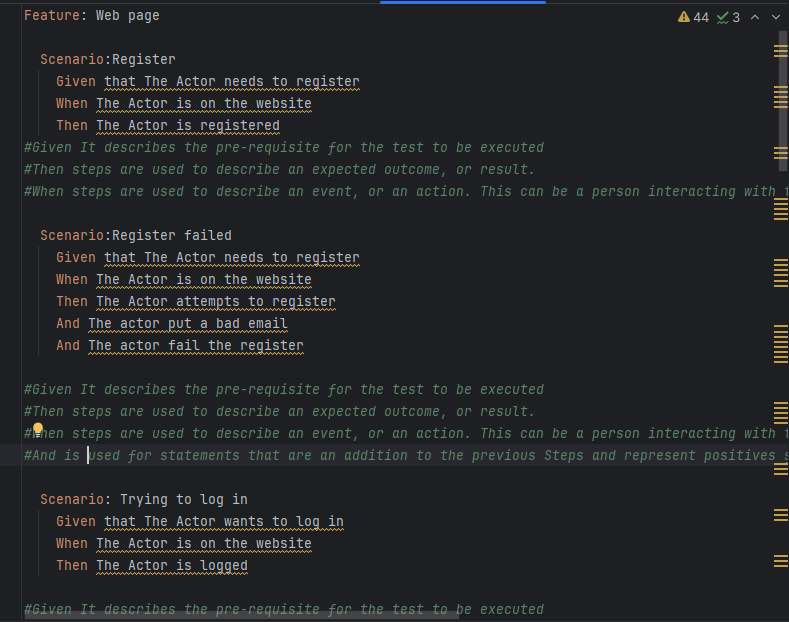 Feature: Web page
44 3
Scenario:Register
Given that The Actor needs to register
When The Actor is on the website
Then The Actor is registered
#Given It describes the pre-requisite for the test to be executed
#Then steps are used to describe an expected outcome, or result.
#When steps are used to describe an event, or an action. This can be a person interacting with
Scenario:Register failed
Given that The Actor needs to register
When The Actor is on the website
Then The Actor attempts to register
And The actor put a bad email
And The actor fail the register
#Given It describes the pre-requisite for the test to be executed
#Then steps are used to describe an expected outcome, or result.
#When steps are used to describe an event, or an action. This can be a person interacting with
#And is used for statements that are an addition to the previous Steps and represent positives
Scenario: Trying to log in
Given that The Actor wants to log in
When The Actor is on the website
Then The Actor is logged
#Given It describes the pre-requisite for the test to be executed